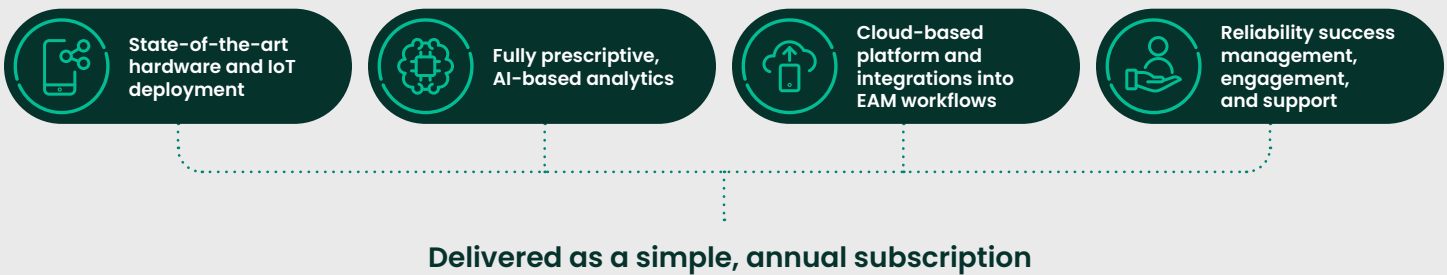 State-of-the-art
hardware and IoT
deployment
Fully prescriptive,
AI-based analytics
Cloud-based
platform and
integrations into
EAM workflows
Reliability success
management,
engagement,
and support
Delivered as a simple, annual subscription